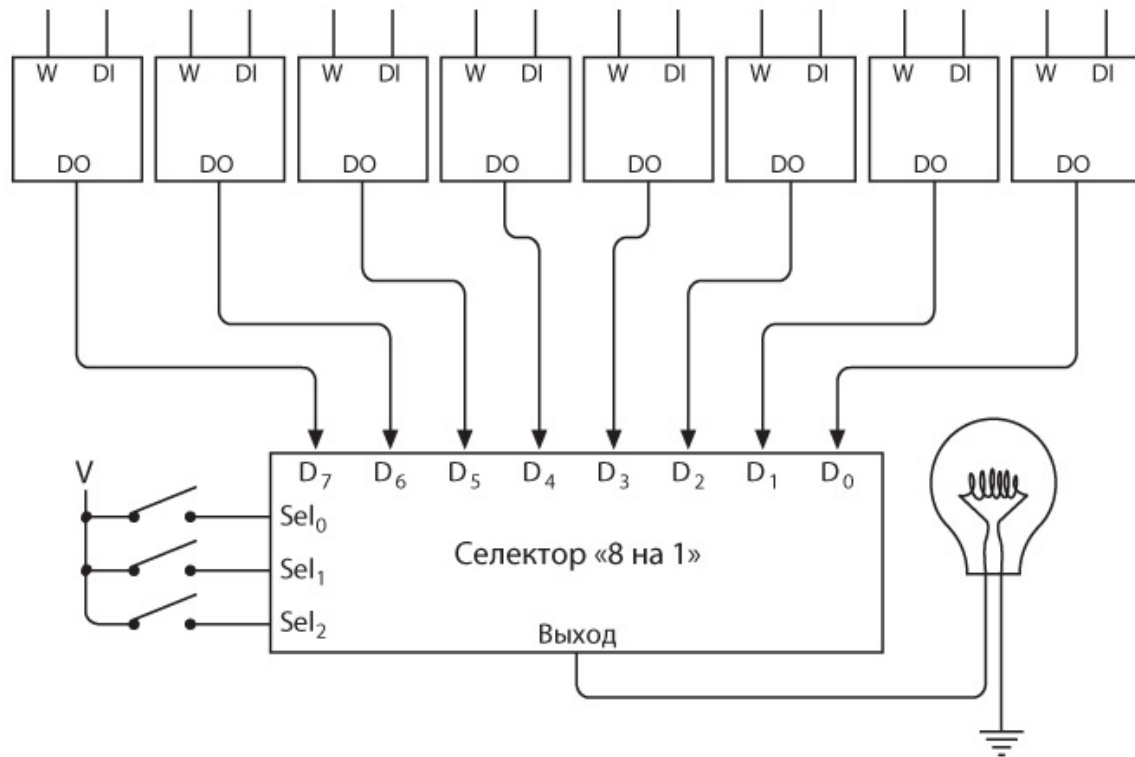 W DI W DI W DI W DI W DI W DI W DI W DI
DO DO DO DO DO DO DO DO
V
D₇ D₆ D₅ D₄ D₃ D₂ D₁ D₀
Sel₀
Селектор «8 на 1»
Sel₁
Sel₂
Выход